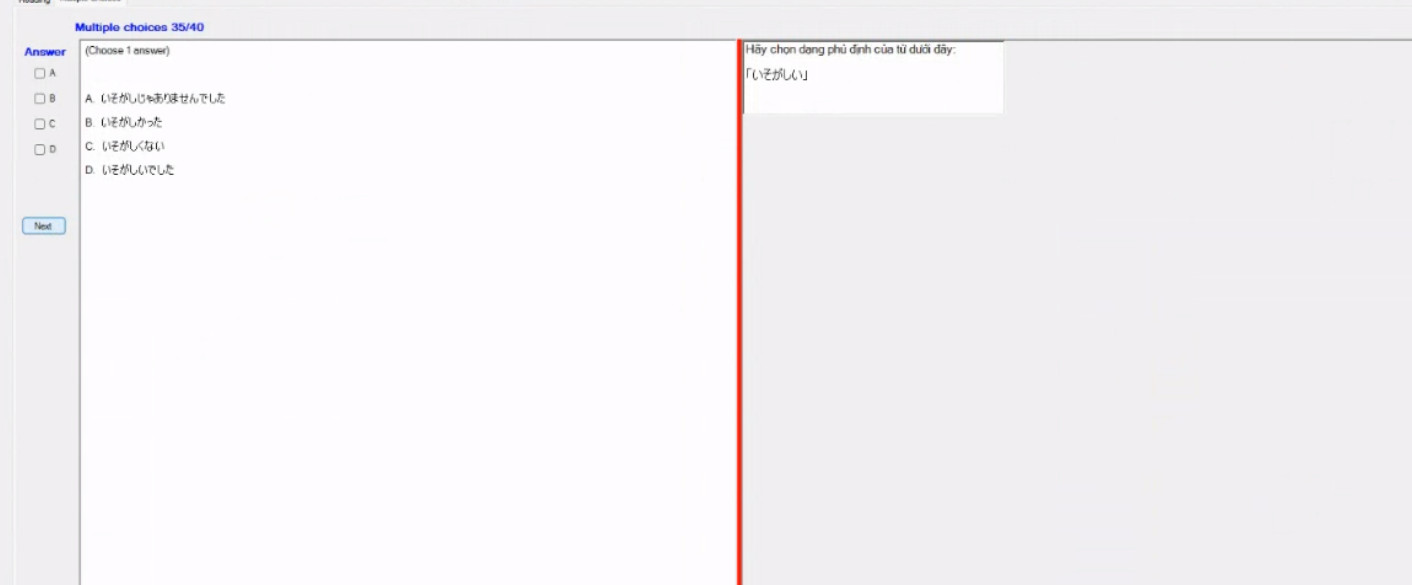 Multiple choices 35/40
Answer
(Choose 1 answer)
A
B
C
D
A. いそがしじゃありませんでした
B. いそがしかった
C. いそがしくない
D. いそがしいでした
Next
Hãy chọn dạng phủ định của từ dưới đây:
「いそがしい」